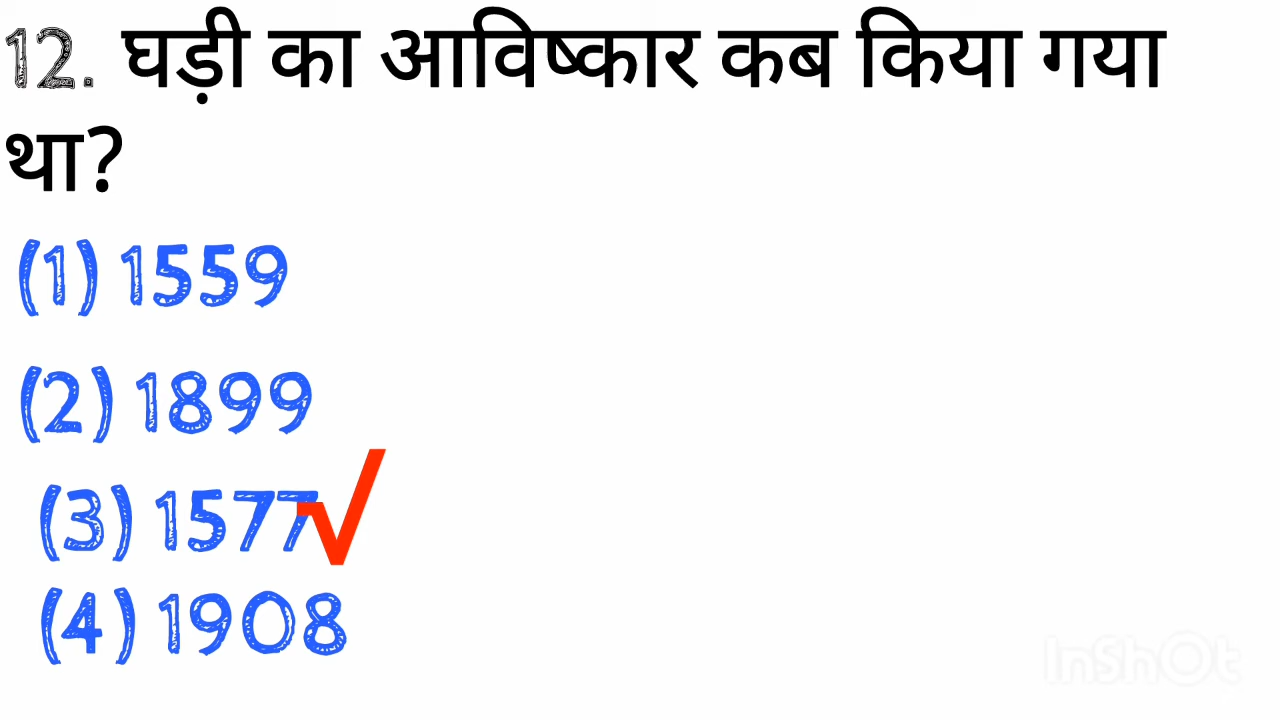 12. घड़ी का आविष्कार कब किया गया
था?
(1) 1559
(2) 1899
(3) 1577√
(4) 1908
InShOt